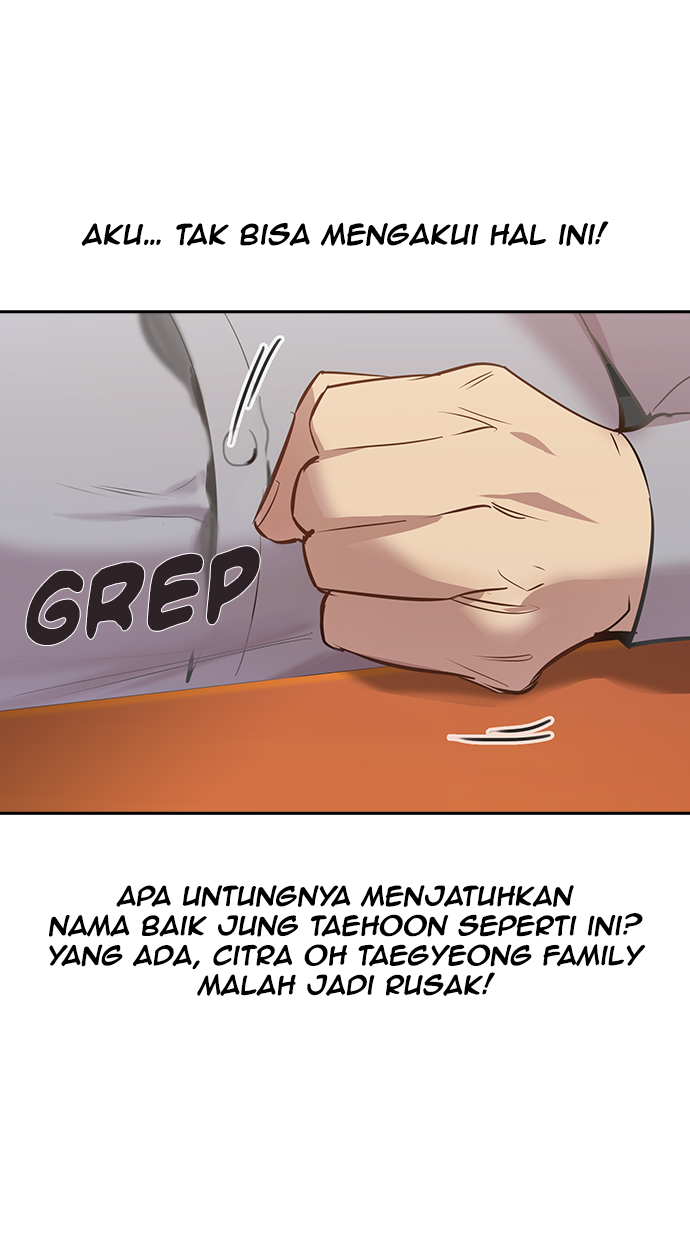 AKU... TAK BISA MENGAKUI HAL INI!
GREP
APA UNTUNGNYA MENJATUHKAN
NAMA BAIK JUNG TAEHOON SEPERTI INI?
YANG ADA, CITRA OH TAEGYEONG FAMILY
MALAH JADI RUSAK!